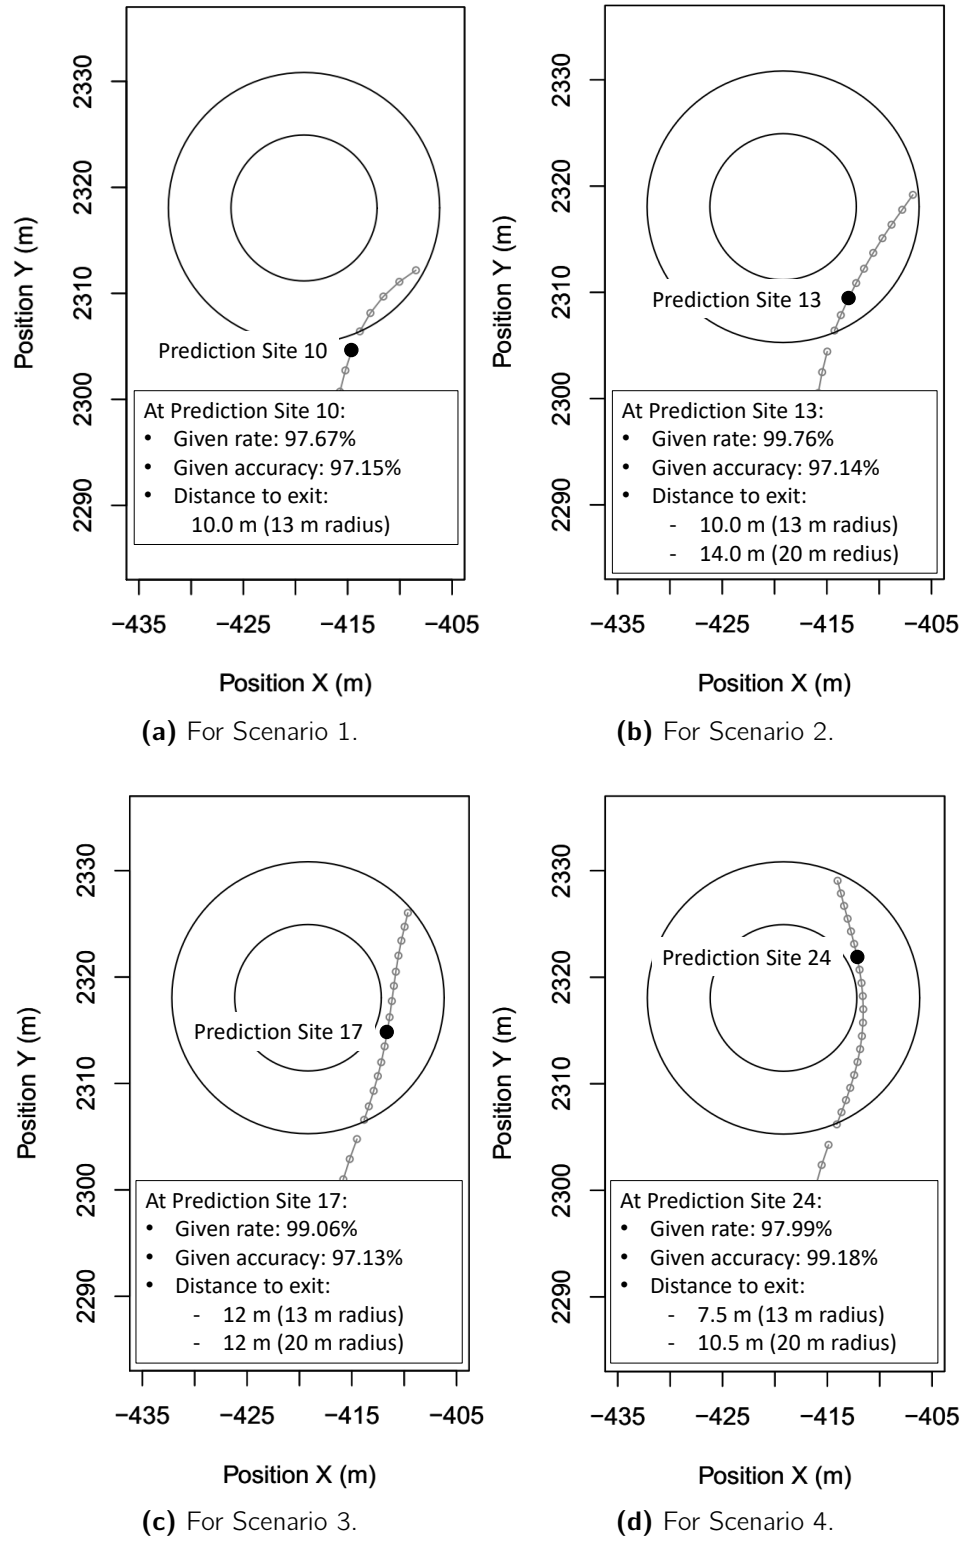 2330
2320
2310
2300
2290
Position Y (m)
Prediction Site 10
At Prediction Site 10:
• Given rate: 97.67%
• Given accuracy: 97.15%
• Distance to exit:
10.0 m (13 m radius)
−435 −425 −415 −405
Position X (m)
(a) For Scenario 1.
2330
2320
2310
2300
2290
Position Y (m)
Prediction Site 13
At Prediction Site 13:
• Given rate: 99.76%
• Given accuracy: 97.14%
• Distance to exit:
- 10.0 m (13 m radius)
- 14.0 m (20 m redius)
−435 −425 −415 −405
Position X (m)
(b) For Scenario 2.
2330
2320
2310
2300
2290
Position Y (m)
Prediction Site 17
At Prediction Site 17:
• Given rate: 99.06%
• Given accuracy: 97.13%
• Distance to exit:
- 12 m (13 m radius)
- 12 m (20 m radius)
−435 −425 −415 −405
Position X (m)
(c) For Scenario 3.
2330
2320
2310
2300
2290
Position Y (m)
Prediction Site 24
At Prediction Site 24:
• Given rate: 97.99%
• Given accuracy: 99.18%
• Distance to exit:
- 7.5 m (13 m radius)
- 10.5 m (20 m radius)
−435 −425 −415 −405
Position X (m)
(d) For Scenario 4.